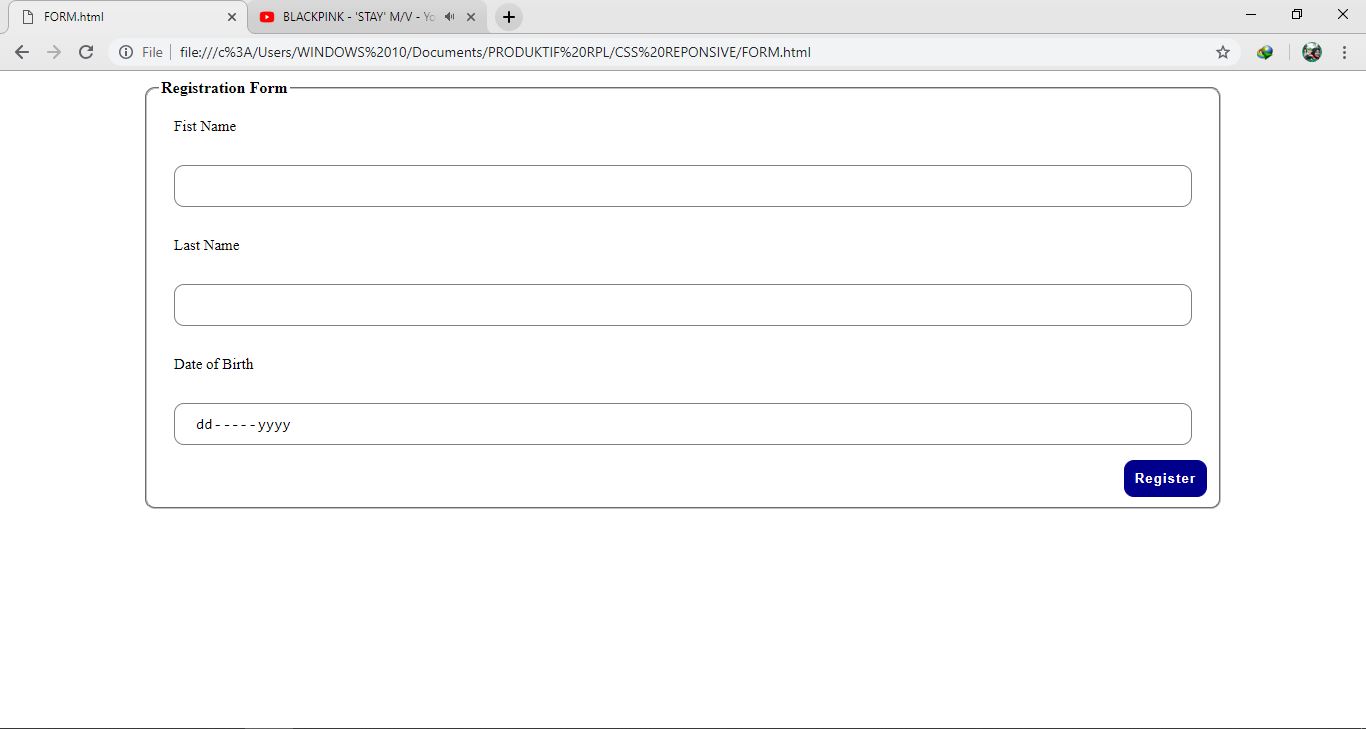 FORM.html
BLACKPINK - 'STAY' M/V - Yo
File
file:///c%3A/Users/WINDOWS%2010/Documents/PRODUKTIF%20RPL/CSS%20REPONSIVE/FORM.html
Registration Form
Fist Name
Last Name
Date of Birth
dd-----yyyy
Register